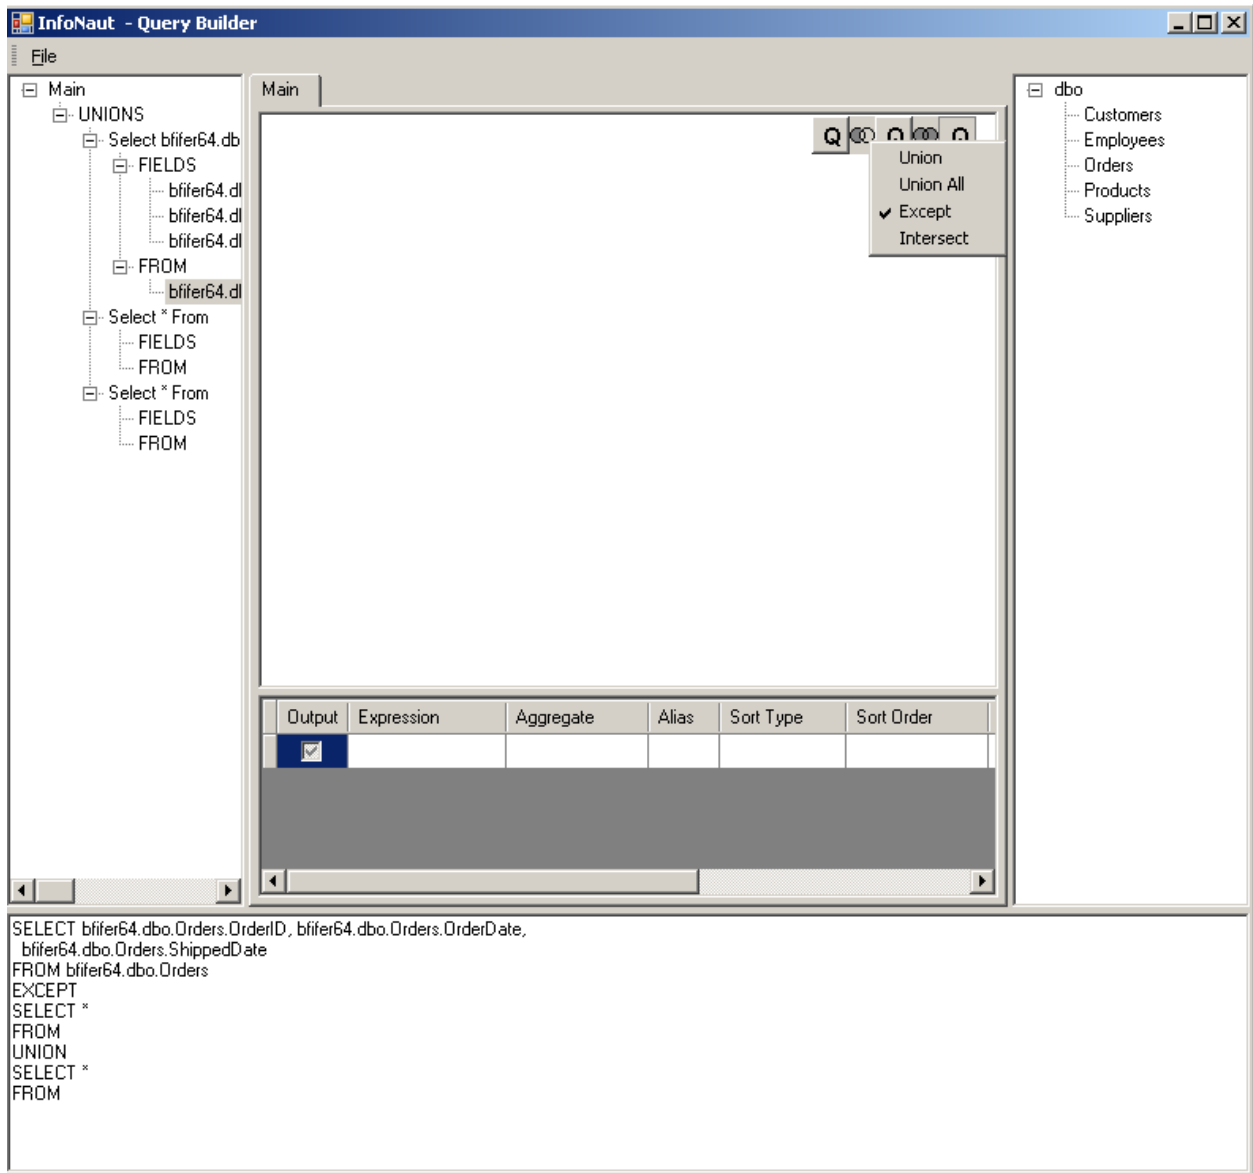 InfoNaut - Query Builder
File
Main
UNIONS
Select bfifer64.db
FIELDS
bfifer64.dl
bfifer64.dl
bfifer64.dl
FROM
bfifer64.dl
Select * From
FIELDS
FROM
Select * From
FIELDS
FROM
Main
Q Q Q
Union
Union All
Except
Intersect
Output Expression Aggregate Alias Sort Type Sort Order
dbo
Customers
Employees
Orders
Products
Suppliers
SELECT bfifer64.dbo.Orders.OrderID, bfifer64.dbo.Orders.OrderDate,
bfifer64.dbo.Orders.ShippedDate
FROM bfifer64.dbo.Orders
EXCEPT
SELECT *
FROM
UNION
SELECT *
FROM